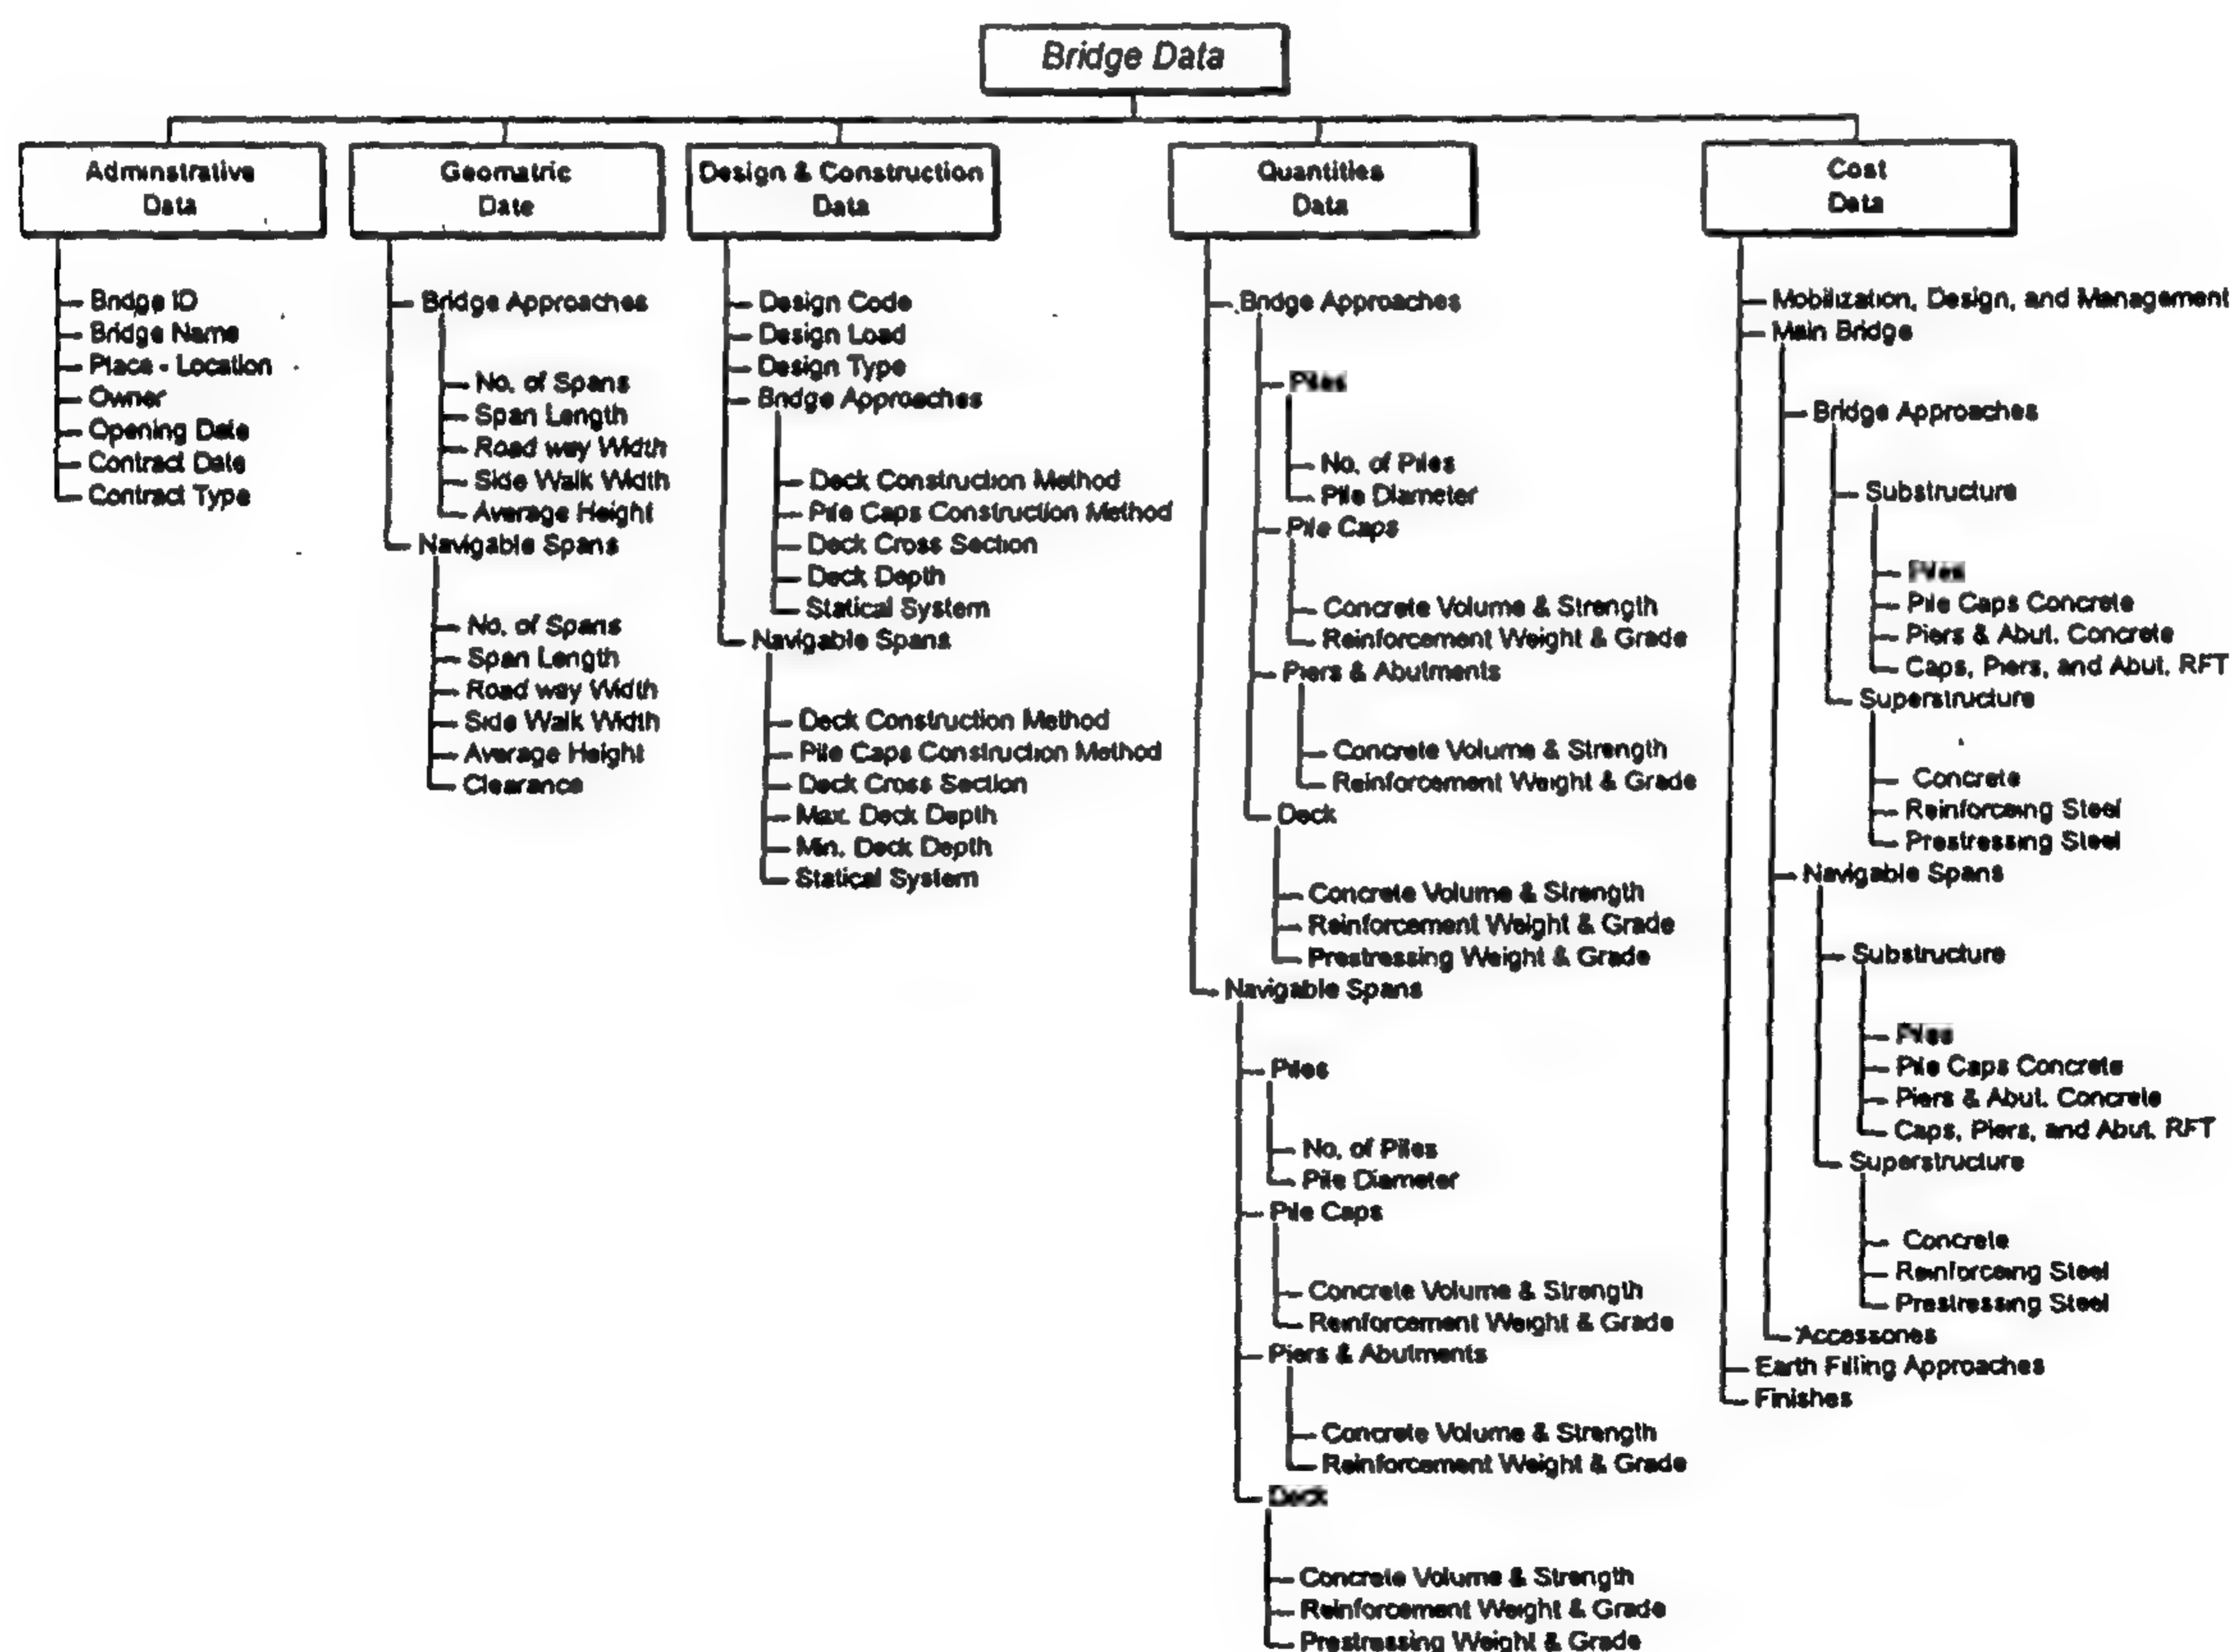 Bridge Data
Adminstrative
Data
Bridge ID
Bridge Name
Place - Location
Owner
Opening Date
Contract Date
Contract Type
Geomatric
Date
Bridge Approaches
No. of Spans
Span Length
Road way Width
Side Walk Width
Average Height
Navigable Spans
No. of Spans
Span Length
Road way Width
Side Walk Width
Average Height
Clearance
Design & Construction
Data
Design Code
Design Load
Design Type
Bridge Approaches
Deck Construction Method
Pile Caps Construction Method
Deck Cross Section
Deck Depth
Statical System
Navigable Spans
Deck Construction Method
Pile Caps Construction Method
Deck Cross Section
Max. Deck Depth
Min. Deck Depth
Statical System
Quantities
Data
Bridge Approaches
Piles
No. of Piles
Pile Diameter
Pile Caps
Concrete Volume & Strength
Reinforcement Weight & Grade
Piers & Abutments
Concrete Volume & Strength
Reinforcement Weight & Grade
Deck
Concrete Volume & Strength
Reinforcement Weight & Grade
Prestressing Weight & Grade
Navigable Spans
Piles
No. of Piles
Pile Diameter
Pile Caps
Concrete Volume & Strength
Reinforcement Weight & Grade
Piers & Abutments
Concrete Volume & Strength
Reinforcement Weight & Grade
Deck
Concrete Volume & Strength
Reinforcement Weight & Grade
Prestressing Weight & Grade
Cost
Data
Mobilization, Design, and Management
Main Bridge
Bridge Approaches
Substructure
Pile Caps Concrete
Piers & Abut. Concrete
Caps, Piers, and Abut. RFT
Superstructure
Concrete
Reinforceing Steel
Prestressing Steel
Navigable Spans
Substructure
Pile Caps Concrete
Piers & Abut. Concrete
Caps, Piers, and Abut. RFT
Superstructure
Concrete
Reinforceing Steel
Prestressing Steel
Accessories
Earth Filling Approaches
Finishes